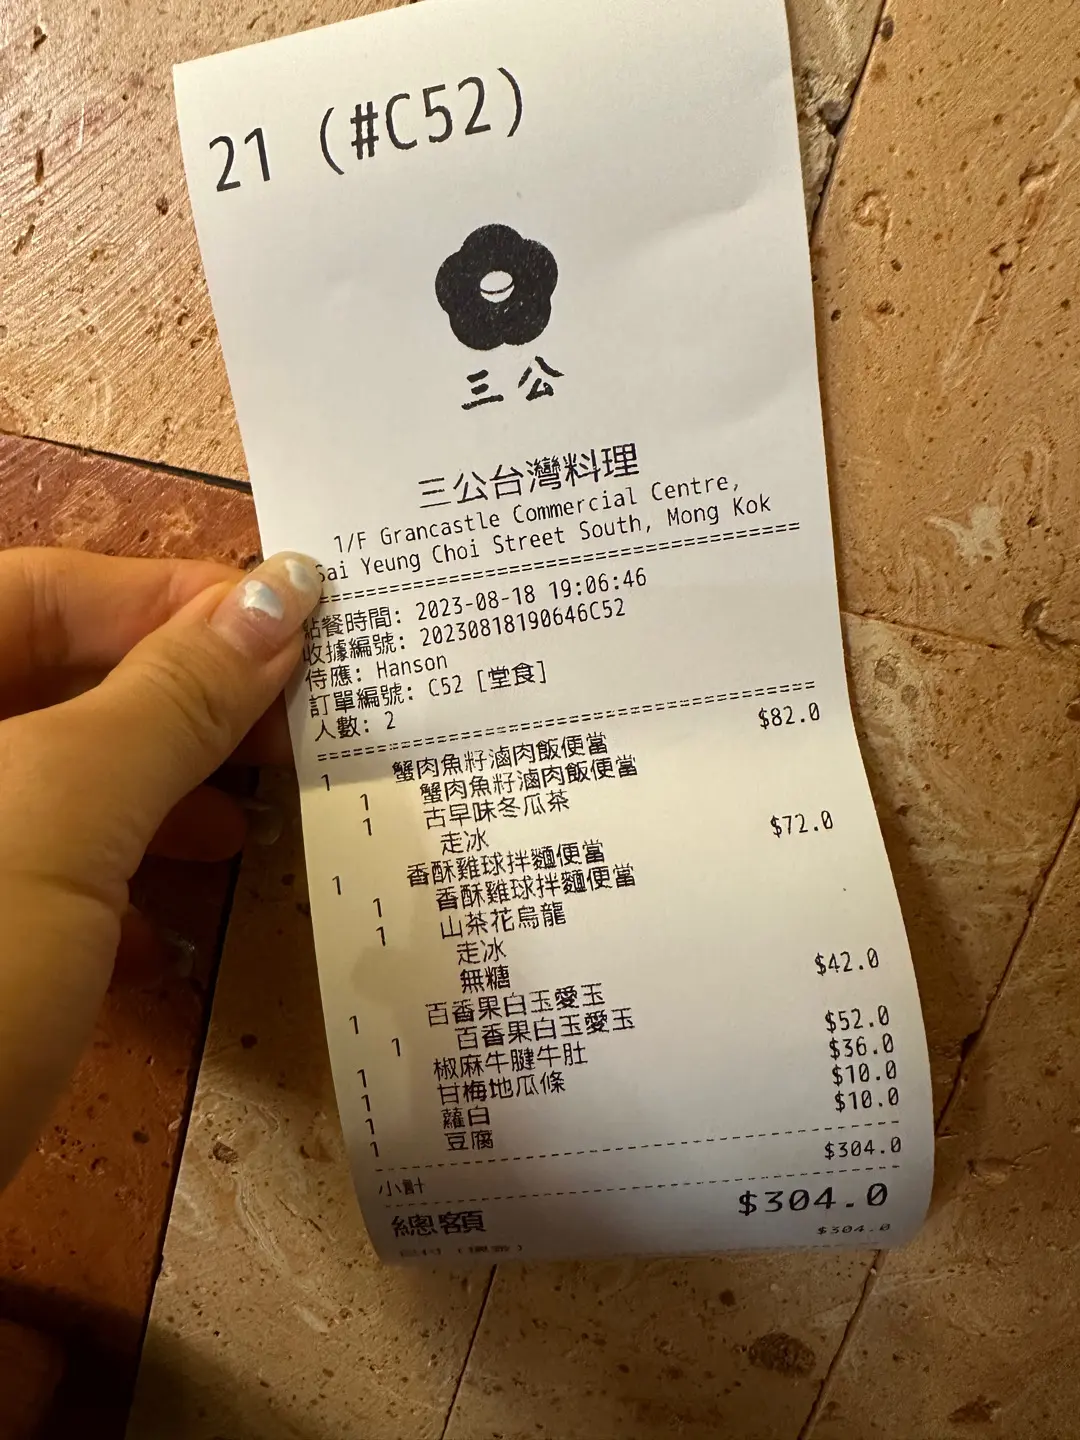 21 (#C52)
三公
三公台灣料理
1/F Grancastle Commercial Centre,
Sai Yeung Choi Street South, Mong Kok
點餐時間: 2023-08-18 19:06:46
收據編號: 20230818190646C52
侍應: Hanson
訂單編號: C52 [堂食]
人數: 2
1 蟹肉魚籽滷肉飯便當 $82.0
1 蟹肉魚籽滷肉飯便當
1 古早味冬瓜茶
走冰
1 香酥雞球拌麵便當 $72.0
1 香酥雞球拌麵便當
1 山茶花烏龍
走冰
無糖
1 百香果白玉愛玉 $42.0
1 百香果白玉愛玉
1 椒麻牛腱牛肚 $52.0
1 甘梅地瓜條 $36.0
1 蘿白 $10.0
1 豆腐 $10.0
小計 $304.0
總額 $304.0
$304.0